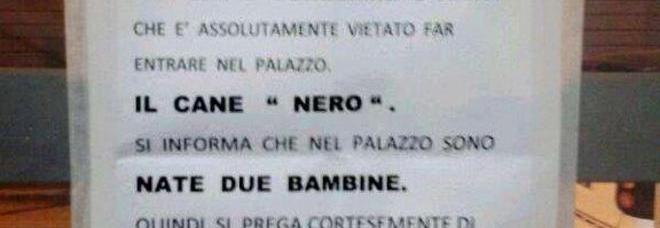 CHE E' ASSOLUTAMENTE VIETATO FAR
ENTRARE NEL PALAZZO.
IL CANE “ NERO “ .
SI INFORMA CHE NEL PALAZZO SONO
NATE DUE BAMBINE.
QUINDI SI PREGA CORTESEMENTE DI